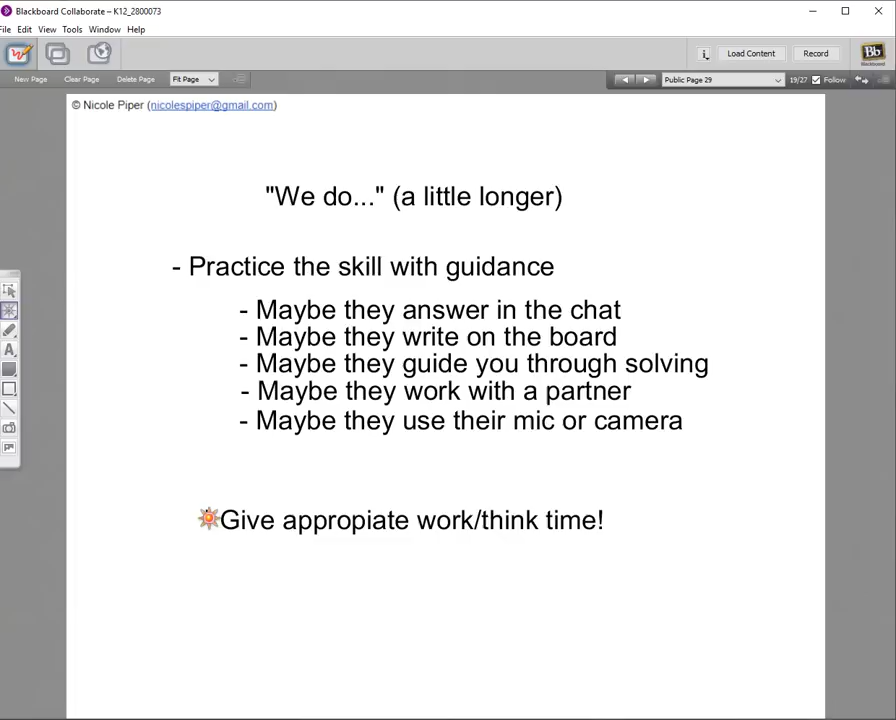 Blackboard Collaborate – K12_2800073
File Edit View Tools Window Help
Load Content Record Bb Blackboard
New Page Clear Page Delete Page Fit Page Public Page 29 19/27 Follow
© Nicole Piper (nicolespiper@gmail.com)
"We do..." (a little longer)
- Practice the skill with guidance
- Maybe they answer in the chat
- Maybe they write on the board
- Maybe they guide you through solving
- Maybe they work with a partner
- Maybe they use their mic or camera
Give appropiate work/think time!
A